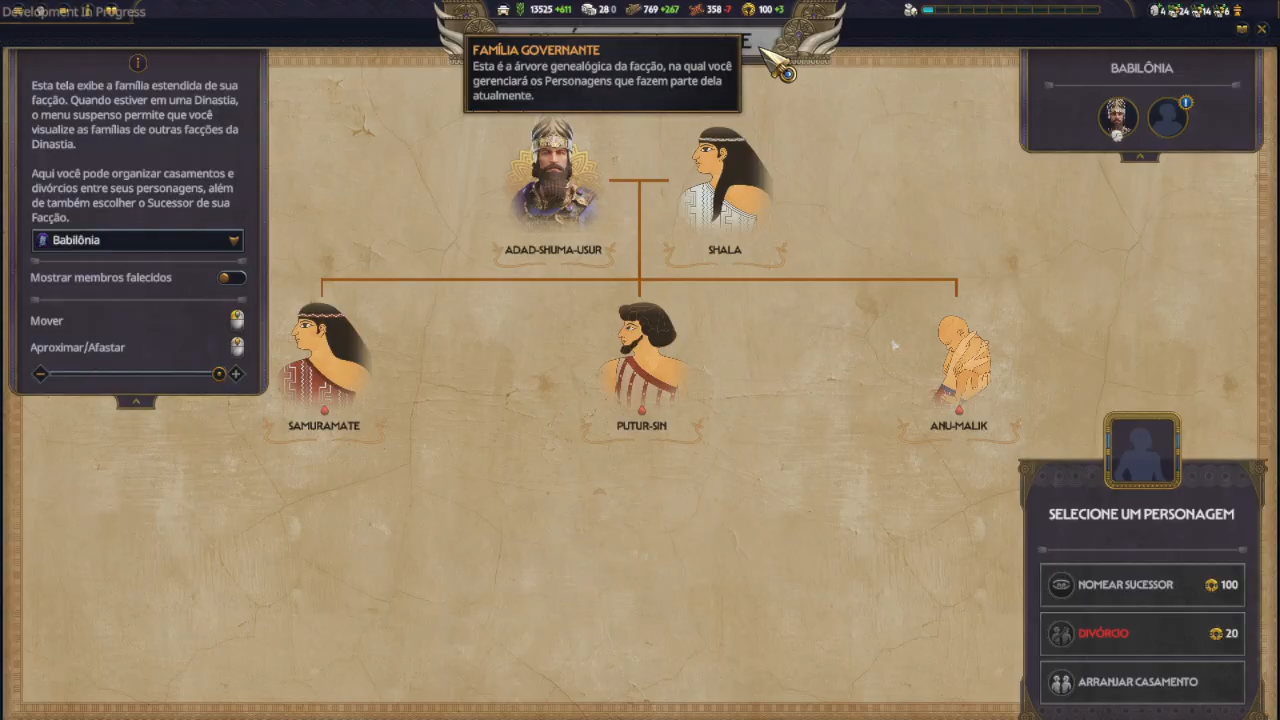 Development In Progress
13525 +611
28 0
769 +267
358 -7
100 +3
4
24
14
6
E
FAMÍLIA GOVERNANTE
Esta é a árvore genealógica da facção, na qual você
gerenciará os Personagens que fazem parte dela
atualmente.
Esta tela exibe a família estendida de sua
facção. Quando estiver em uma Dinastia,
o menu suspenso permite que você
visualize as famílias de outras facções da
Dinastia.
Aqui você pode organizar casamentos e
divórcios entre seus personagens, além
de também escolher o Sucessor de sua
Facção.
Babilônia
Mostrar membros falecidos
Mover
Aproximar/Afastar
BABILÔNIA
ADAD-SHUMA-USUR
SHALA
SAMURAMATE
PUTUR-SIN
ANU-MALIK
SELECIONE UM PERSONAGEM
NOMEAR SUCESSOR 100
DIVÓRCIO 20
ARRANJAR CASAMENTO